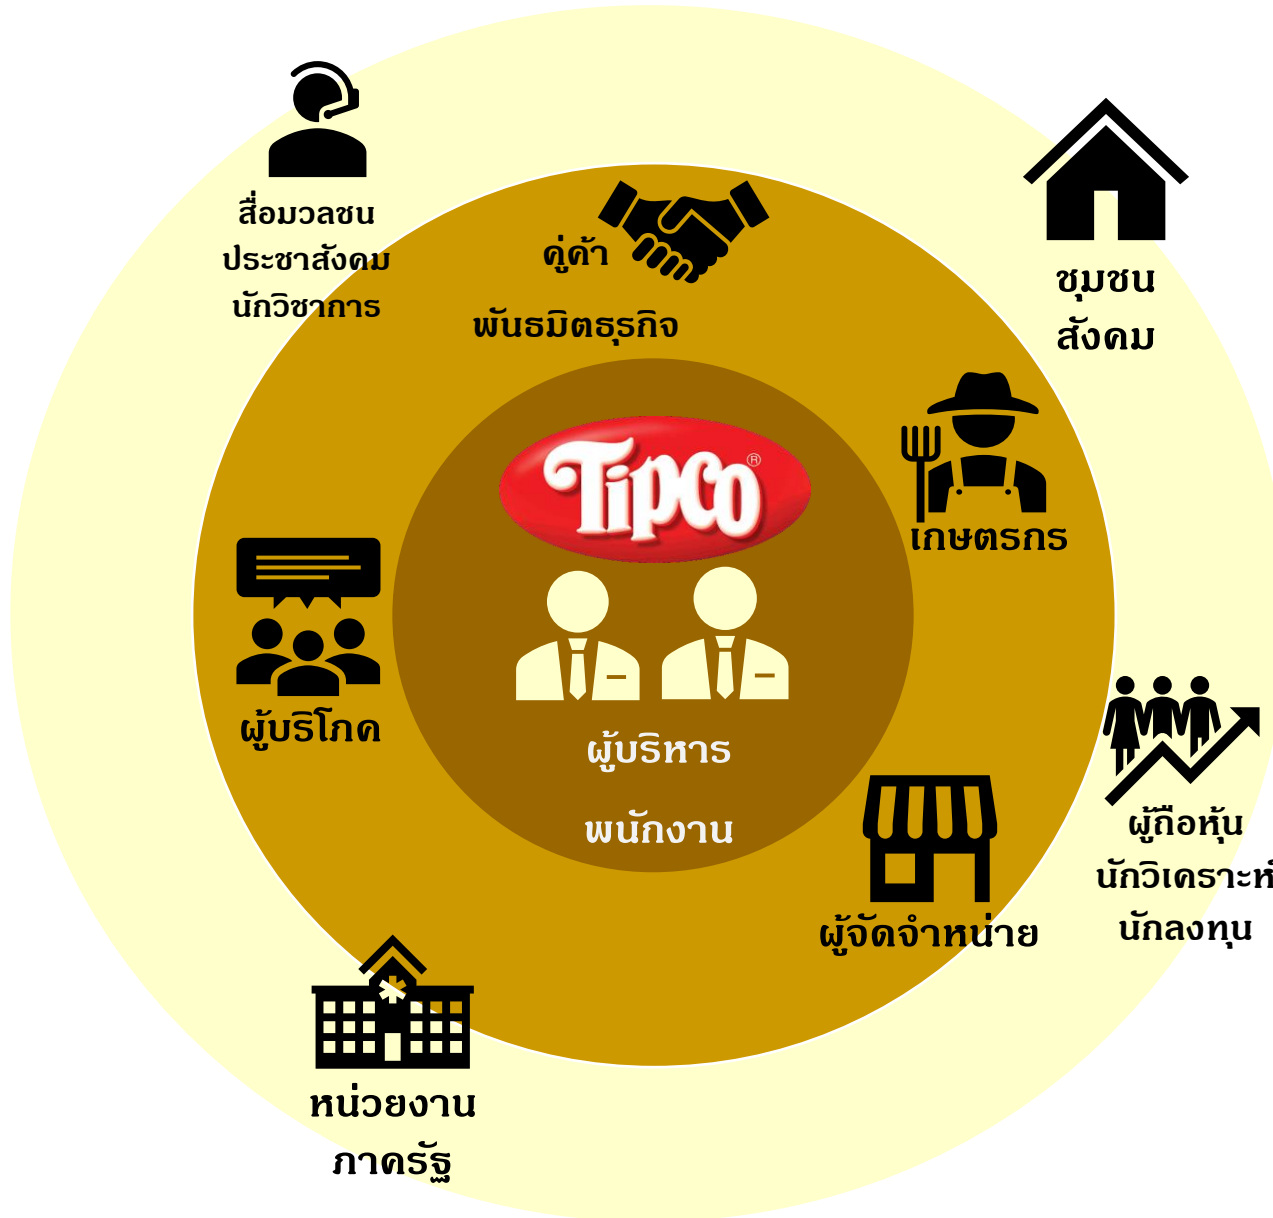 สื่อมวลชน
ประชาสังคม
นักวิชาการ
คู่ค้า
พันธมิตธุรกิจ
ชุมชน
สังคม
Tipco®
เกษตรกร
ผู้บริโภค
ผู้บริหาร
พนักงาน
ผู้จัดจำหน่าย
ผู้ถือหุ้น
นักวิเคราะห์
นักลงทุน
หน่วยงาน
ภาครัฐ